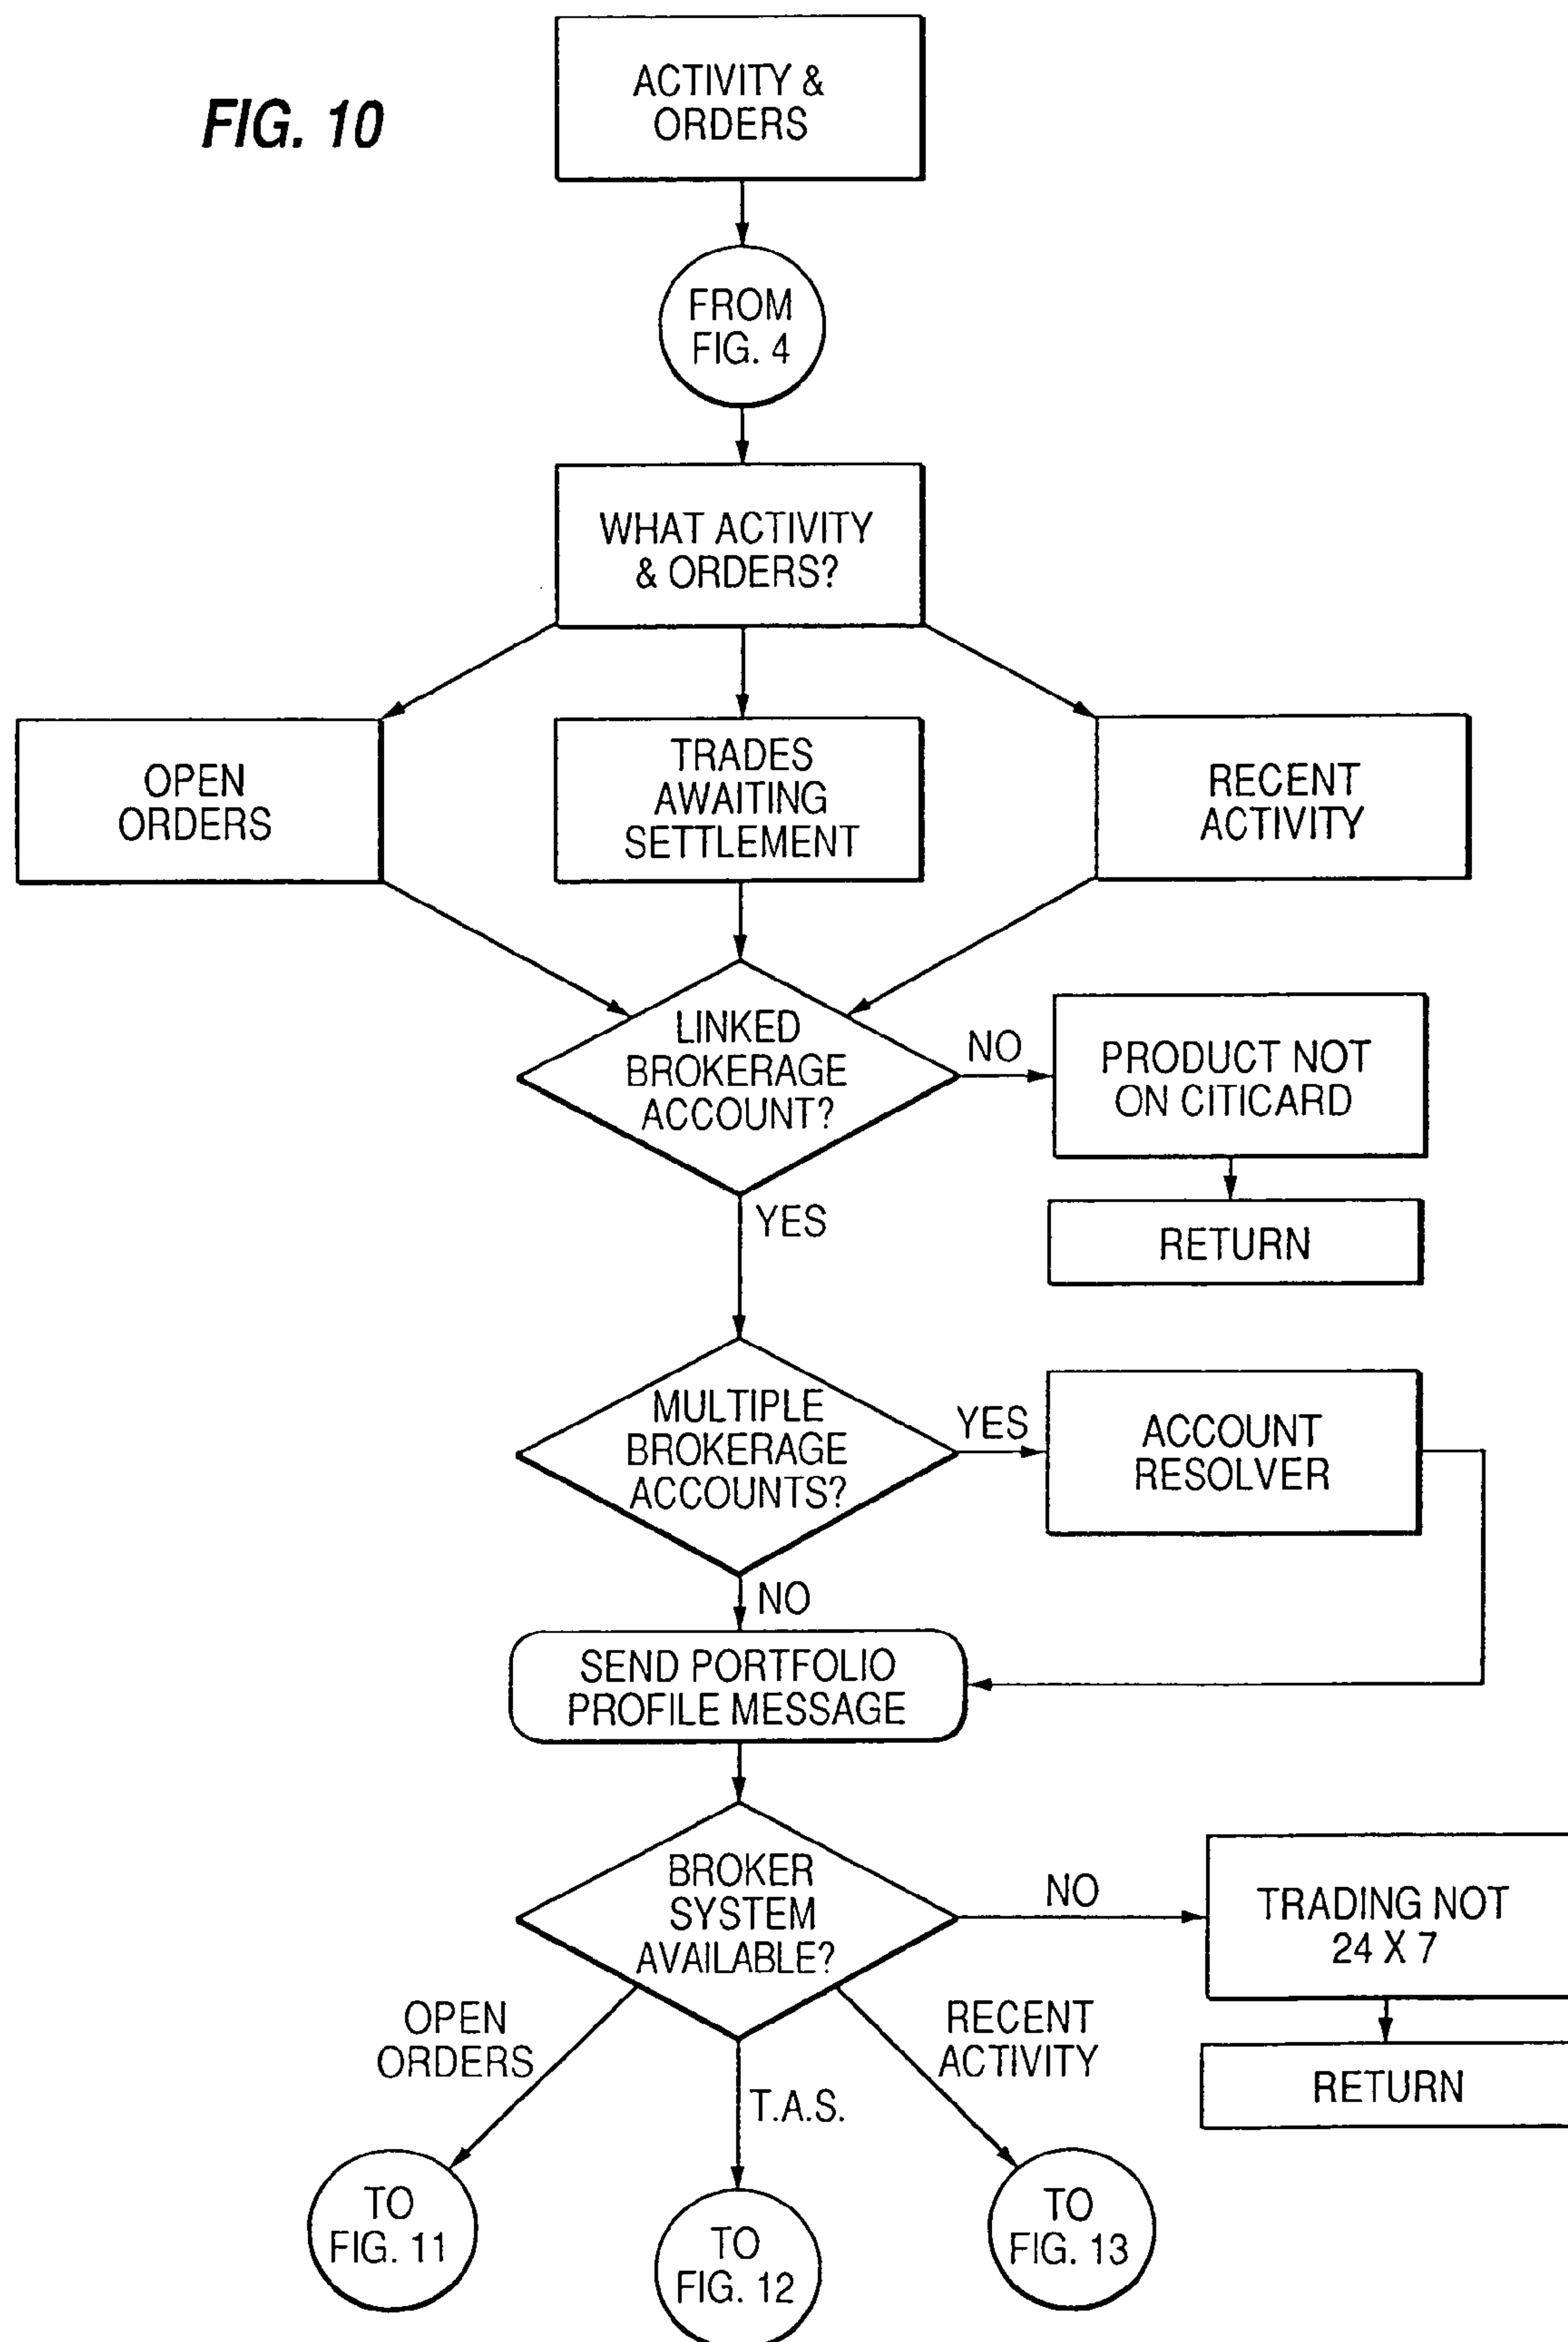 FIG. 10
ACTIVITY &
ORDERS
FROM
FIG. 4
WHAT ACTIVITY
& ORDERS?
OPEN
ORDERS
TRADES
AWAITING
SETTLEMENT
RECENT
ACTIVITY
LINKED
BROKERAGE
ACCOUNT?
NO
PRODUCT NOT
ON CITICARD
RETURN
YES
MULTIPLE
BROKERAGE
ACCOUNTS?
YES
ACCOUNT
RESOLVER
NO
SEND PORTFOLIO
PROFILE MESSAGE
BROKER
SYSTEM
AVAILABLE?
NO
TRADING NOT
24 X 7
RETURN
OPEN
ORDERS
T.A.S.
RECENT
ACTIVITY
TO
FIG. 11
TO
FIG. 12
TO
FIG. 13